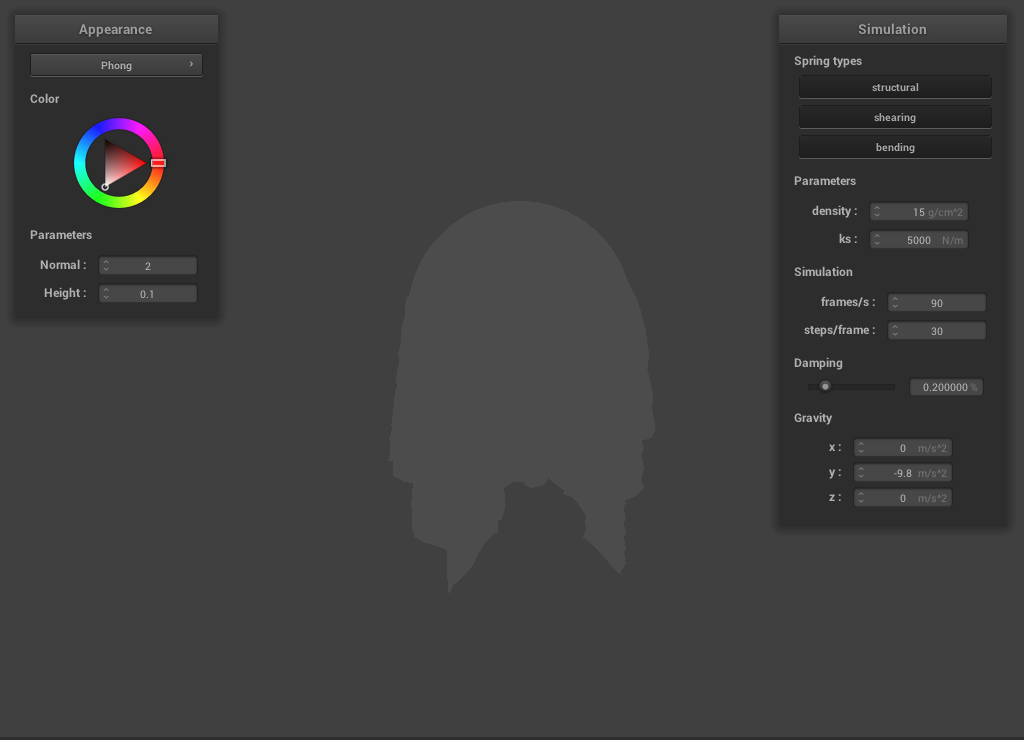 Appearance
Phong
Color
Parameters
Normal : 2
Height : 0.1
Simulation
Spring types
structural
shearing
bending
Parameters
density : 15 g/cm^2
ks : 5000 N/m
Simulation
frames/s : 90
steps/frame : 30
Damping
0.200000 %
Gravity
x : 0 m/s^2
y : -9.8 m/s^2
z : 0 m/s^2